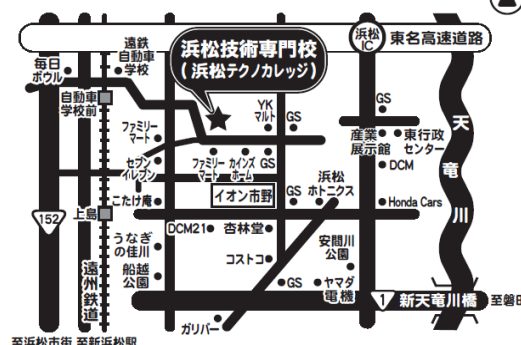 浜松
IC
東名高速道路
遠鉄
自動車
学校
毎日
ボウル
浜松技術専門校
(浜松テクノカレッジ)
自動車
学校前
YK
マルト
GS
GS
ファミリー
マート
産業
展示館
東行政
センター
DCM
天竜川
セブン
イレブン
ファミリー
マート
カインズ
ホーム
GS
浜松
ホトニクス
こたけ庵
イオン市野
GS
Honda Cars
152
上島
DCM21
杏林堂
うなぎ
の佳川
コストコ
安間川
公園
遠州鉄道
船越
公園
GS
ヤマダ
電機
1
新天竜川橋
至磐田
ガリバー
至浜松市街
至新浜松駅